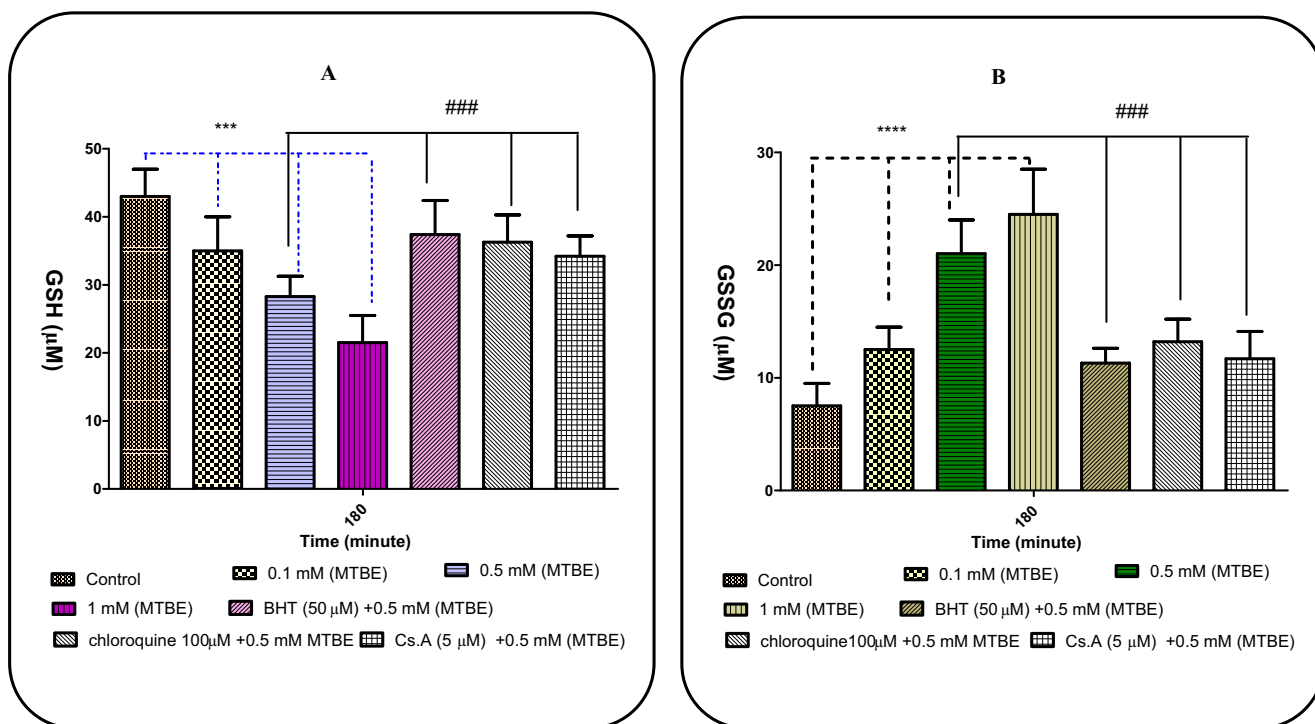 A
###
***
50
40
30
20
10
0
GSH (μM)
180
Time (minute)
Control
0.1 mM (MTBE)
0.5 mM (MTBE)
1 mM (MTBE)
BHT (50 μM) +0.5 mM (MTBE)
chloroquine 100μM +0.5 mM MTBE
Cs.A (5 μM) +0.5 mM (MTBE)
B
###
****
30
20
10
0
GSSG (μM)
180
Time (minute)
Control
0.1 mM (MTBE)
0.5 mM (MTBE)
1 mM (MTBE)
BHT (50 μM) +0.5 mM (MTBE)
chloroquine100μM +0.5 mM MTBE
Cs.A (5 μM) +0.5 mM (MTBE)